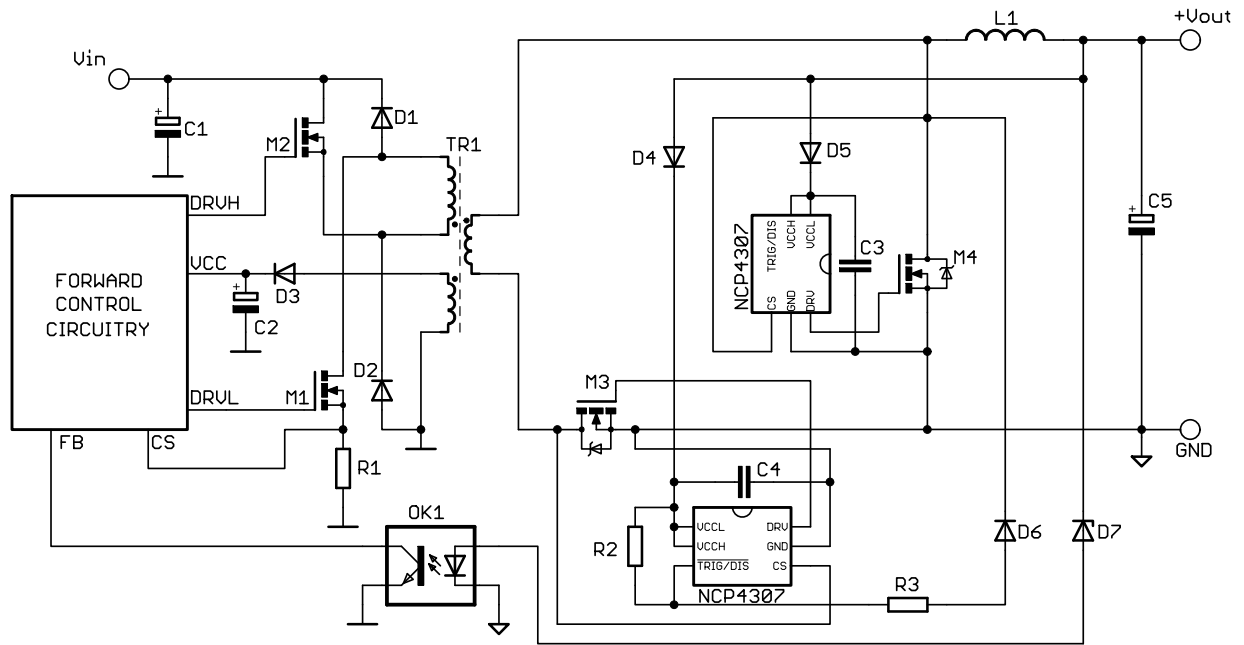 L1
+Vout
Vin
C1
M2
D1
TR1
D4
D5
C5
DRVH
TRIG/DIS
VCCH
VCCL
C3
M4
NCP4307
VCC
D3
C2
FORWARD
CONTROL
CIRCUITRY
CS
GND
DRV
D2
M1
M3
DRVL
FB
CS
R1
GND
C4
OK1
R2
VCCL
DRV
VCCH
GND
TRIG/DIS
CS
NCP4307
D6
D7
R3